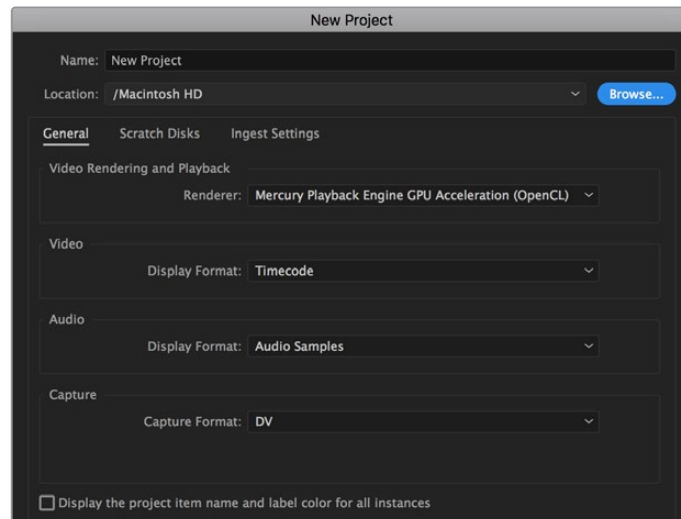 New Project
Name: New Project
Location: /Macintosh HD Browse...
General Scratch Disks Ingest Settings
Video Rendering and Playback
Renderer: Mercury Playback Engine GPU Acceleration (OpenCL)
Video
Display Format: Timecode
Audio
Display Format: Audio Samples
Capture
Capture Format: DV
Display the project item name and label color for all instances